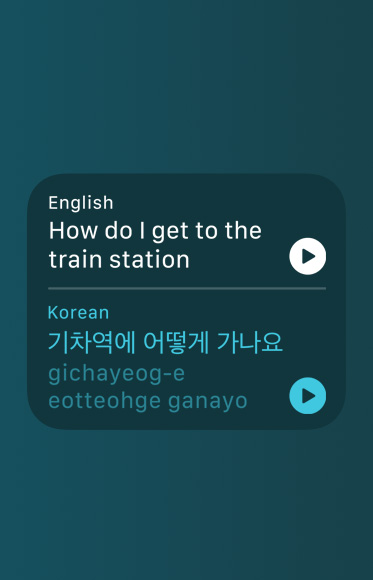 English
How do I get to the
train station
Korean
기차역에 어떻게 가나요
gichayeog-e
eotteohge ganayo